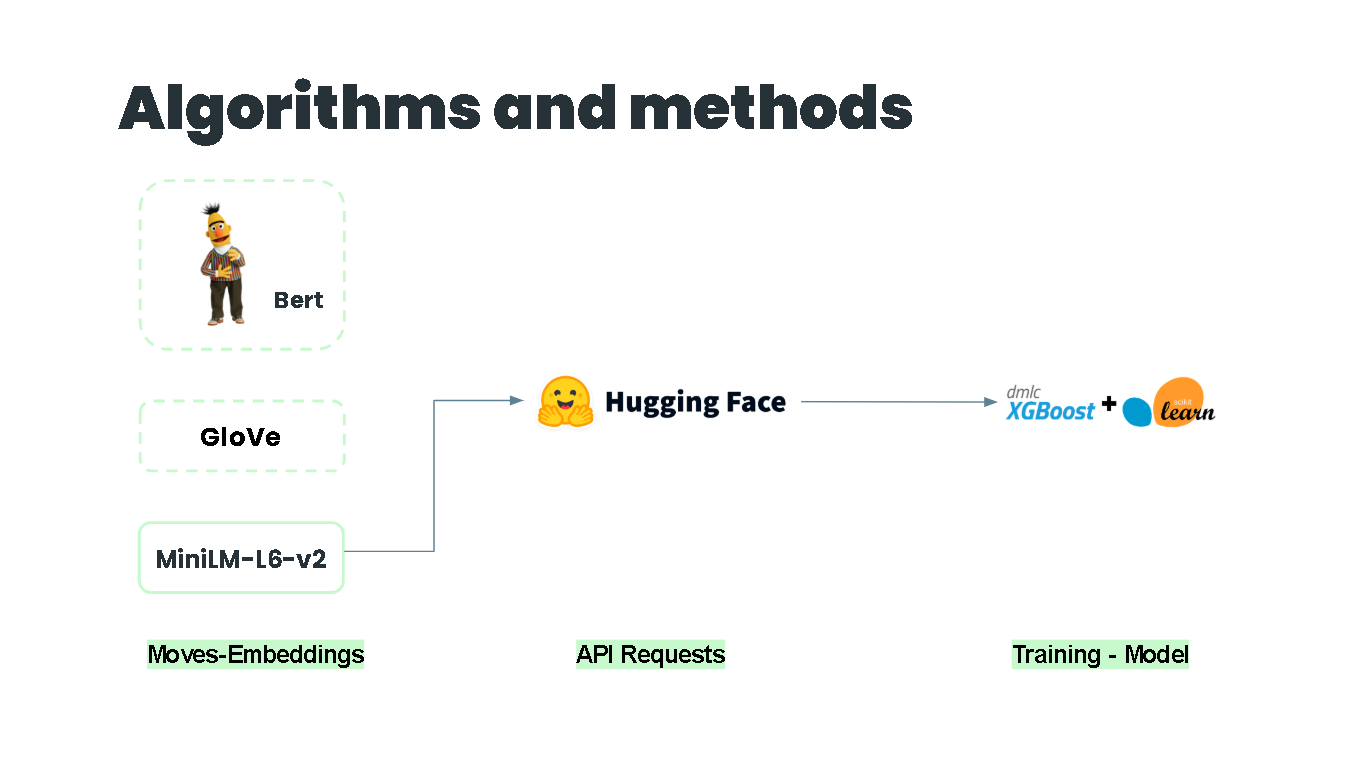 Algorithms and methods
Bert
GloVe
MiniLM-L6-v2
Hugging Face
dmlc
XGBoost
+
scikit
learn
Moves-Embeddings
API Requests
Training - Model